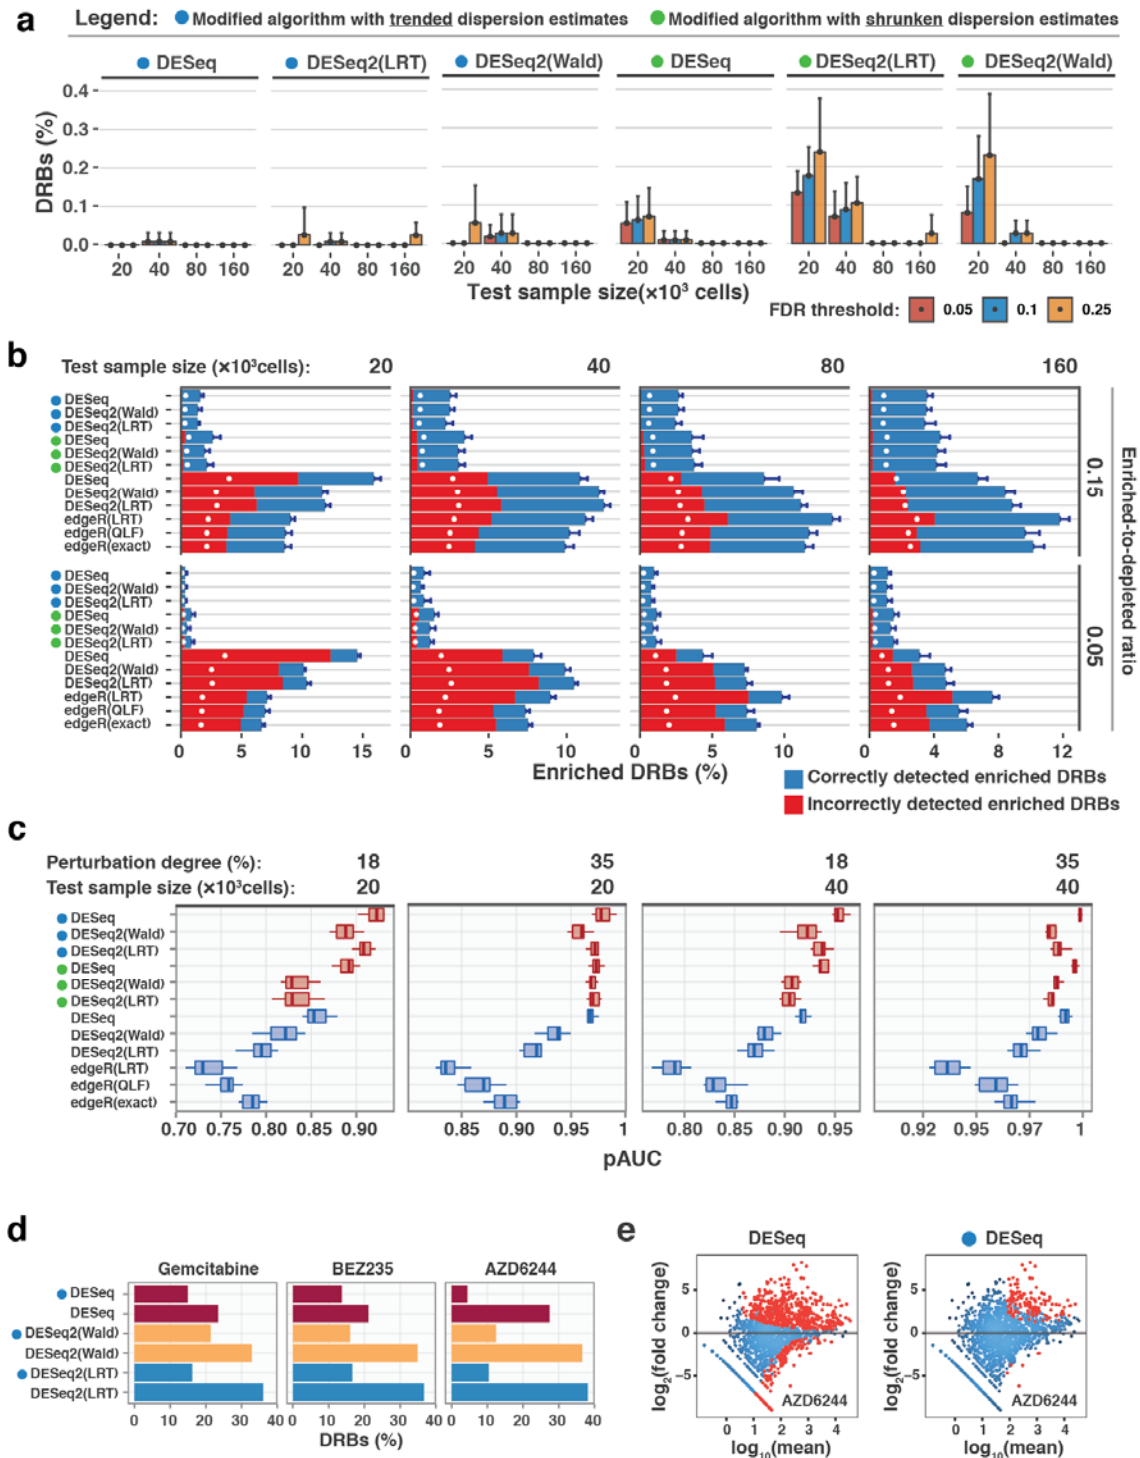 a
Legend: Modified algorithm with trended dispersion estimates Modified algorithm with shrunken dispersion estimates
DESeq DESeq2(LRT) DESeq2(Wald) DESeq DESeq2(LRT) DESeq2(Wald)
DRBs (%)
0.4
0.3
0.2
0.1
0.0
20 40 80 160 20 40 80 160 20 40 80 160 20 40 80 160 20 40 80 160 20 40 80 160
Test sample size(×10³ cells)
FDR threshold: 0.05 0.1 0.25
b
Test sample size (×10³cells): 20 40 80 160
DESeq
DESeq2(Wald)
DESeq2(LRT)
DESeq
DESeq2(Wald)
DESeq2(LRT)
DESeq
DESeq2(Wald)
DESeq2(LRT)
edgeR(LRT)
edgeR(QLF)
edgeR(exact)
0.15
DESeq
DESeq2(Wald)
DESeq2(LRT)
DESeq
DESeq2(Wald)
DESeq2(LRT)
DESeq
DESeq2(Wald)
DESeq2(LRT)
edgeR(LRT)
edgeR(QLF)
edgeR(exact)
0.05
Enriched-to-depleted ratio
0 5 10 15 0 5 10 0 5 10 0 4 8 12
Enriched DRBs (%)
Correctly detected enriched DRBs
Incorrectly detected enriched DRBs
c
Perturbation degree (%): 18 35 18 35
Test sample size (×10³cells): 20 20 40 40
DESeq
DESeq2(Wald)
DESeq2(LRT)
DESeq
DESeq2(Wald)
DESeq2(LRT)
DESeq
DESeq2(Wald)
DESeq2(LRT)
edgeR(LRT)
edgeR(QLF)
edgeR(exact)
0.70 0.75 0.80 0.85 0.90 0.85 0.90 0.95 1 0.80 0.85 0.90 0.95 0.92 0.95 0.97 1
pAUC
d
Gemcitabine BEZ235 AZD6244
DESeq
DESeq
DESeq2(Wald)
DESeq2(Wald)
DESeq2(LRT)
DESeq2(LRT)
0 10 20 30 40 0 10 20 30 40 0 10 20 30 40
DRBs (%)
e
DESeq DESeq
log₂(fold change) log₂(fold change)
5 5
0 0
−5 −5
AZD6244 AZD6244
0 1 2 3 4 0 1 2 3 4
log₁₀(mean) log₁₀(mean)